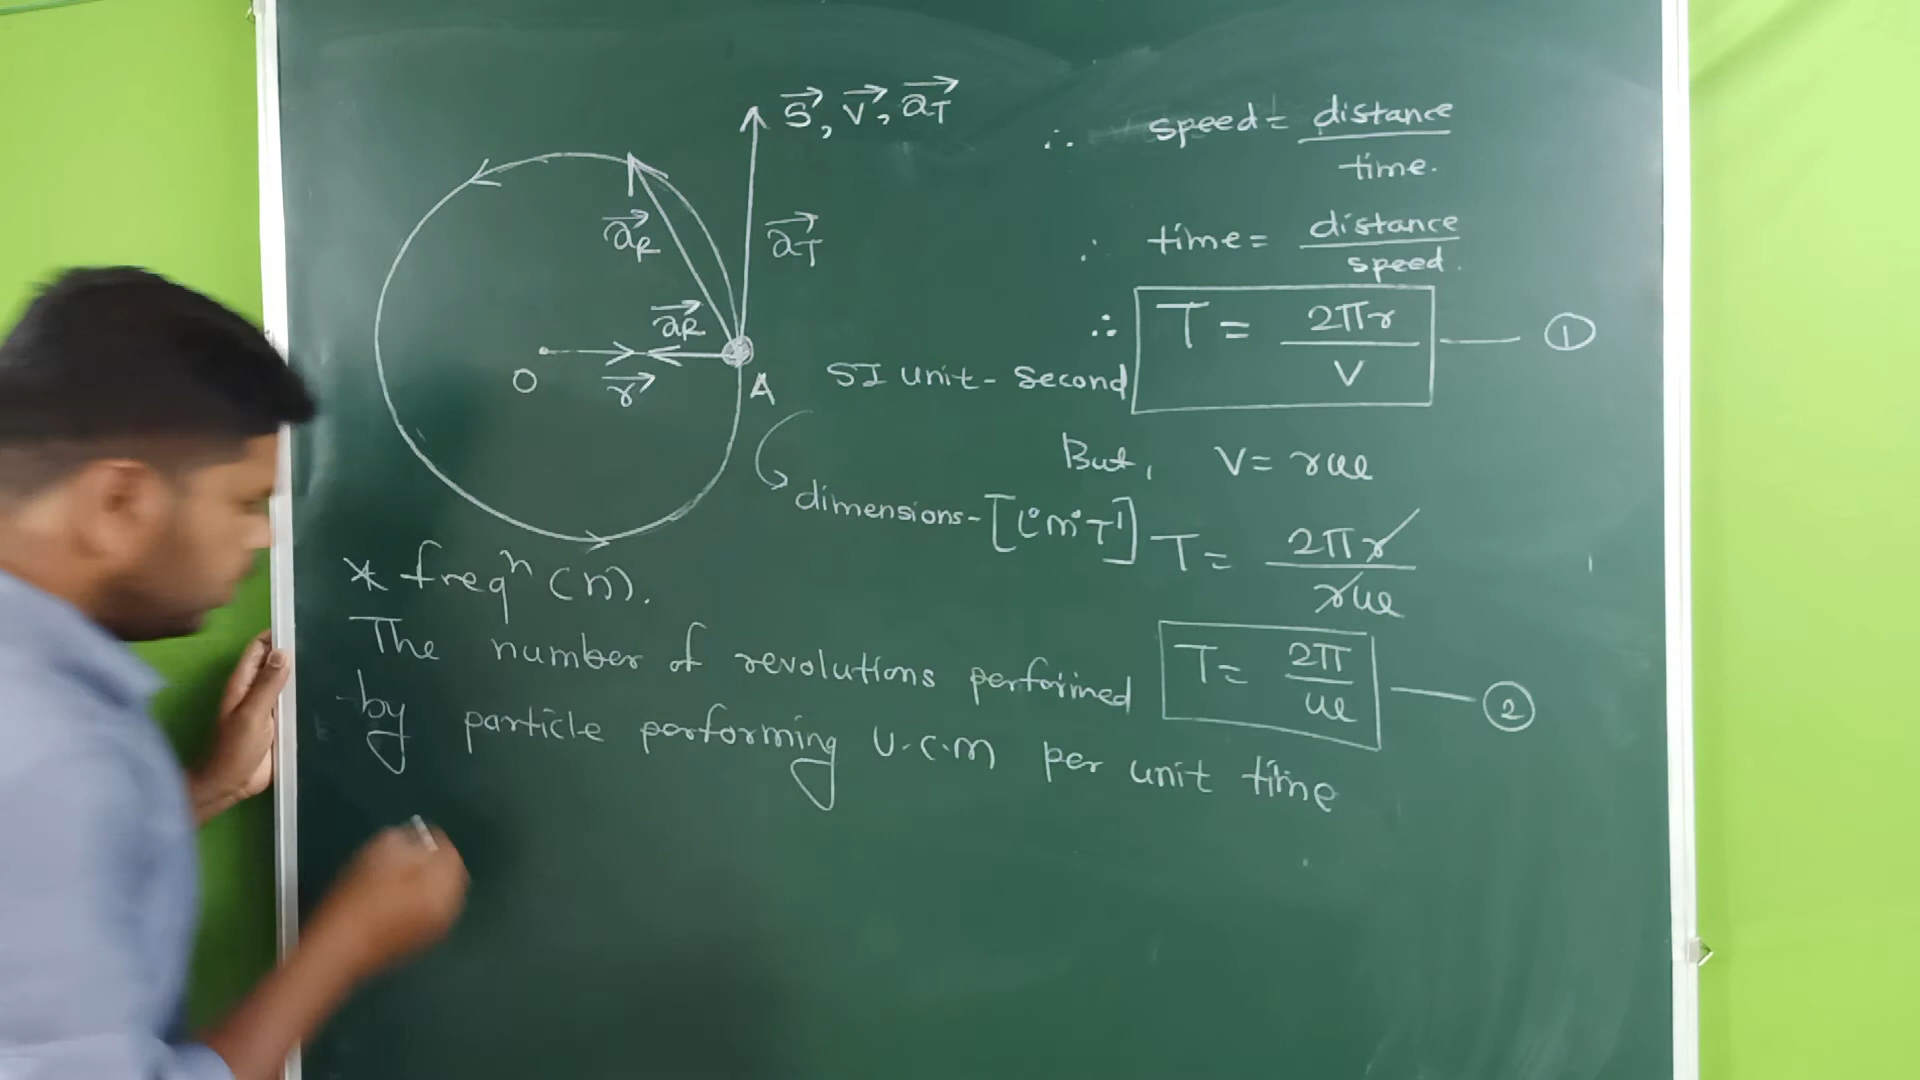 S⃗, V⃗, a⃗T
a⃗R
a⃗T
a⃗R
O
r⃗
A
∴ speed = distance / time.
∴ time = distance / speed.
∴ T = 2πr / V — ①
SI unit - Second
But, V = rω
dimensions - [L⁰M⁰T¹]
T = 2πr / rω
T = 2π / ω — ②
* freqⁿ (n).
The number of revolutions performed
by particle performing U.C.M per unit time